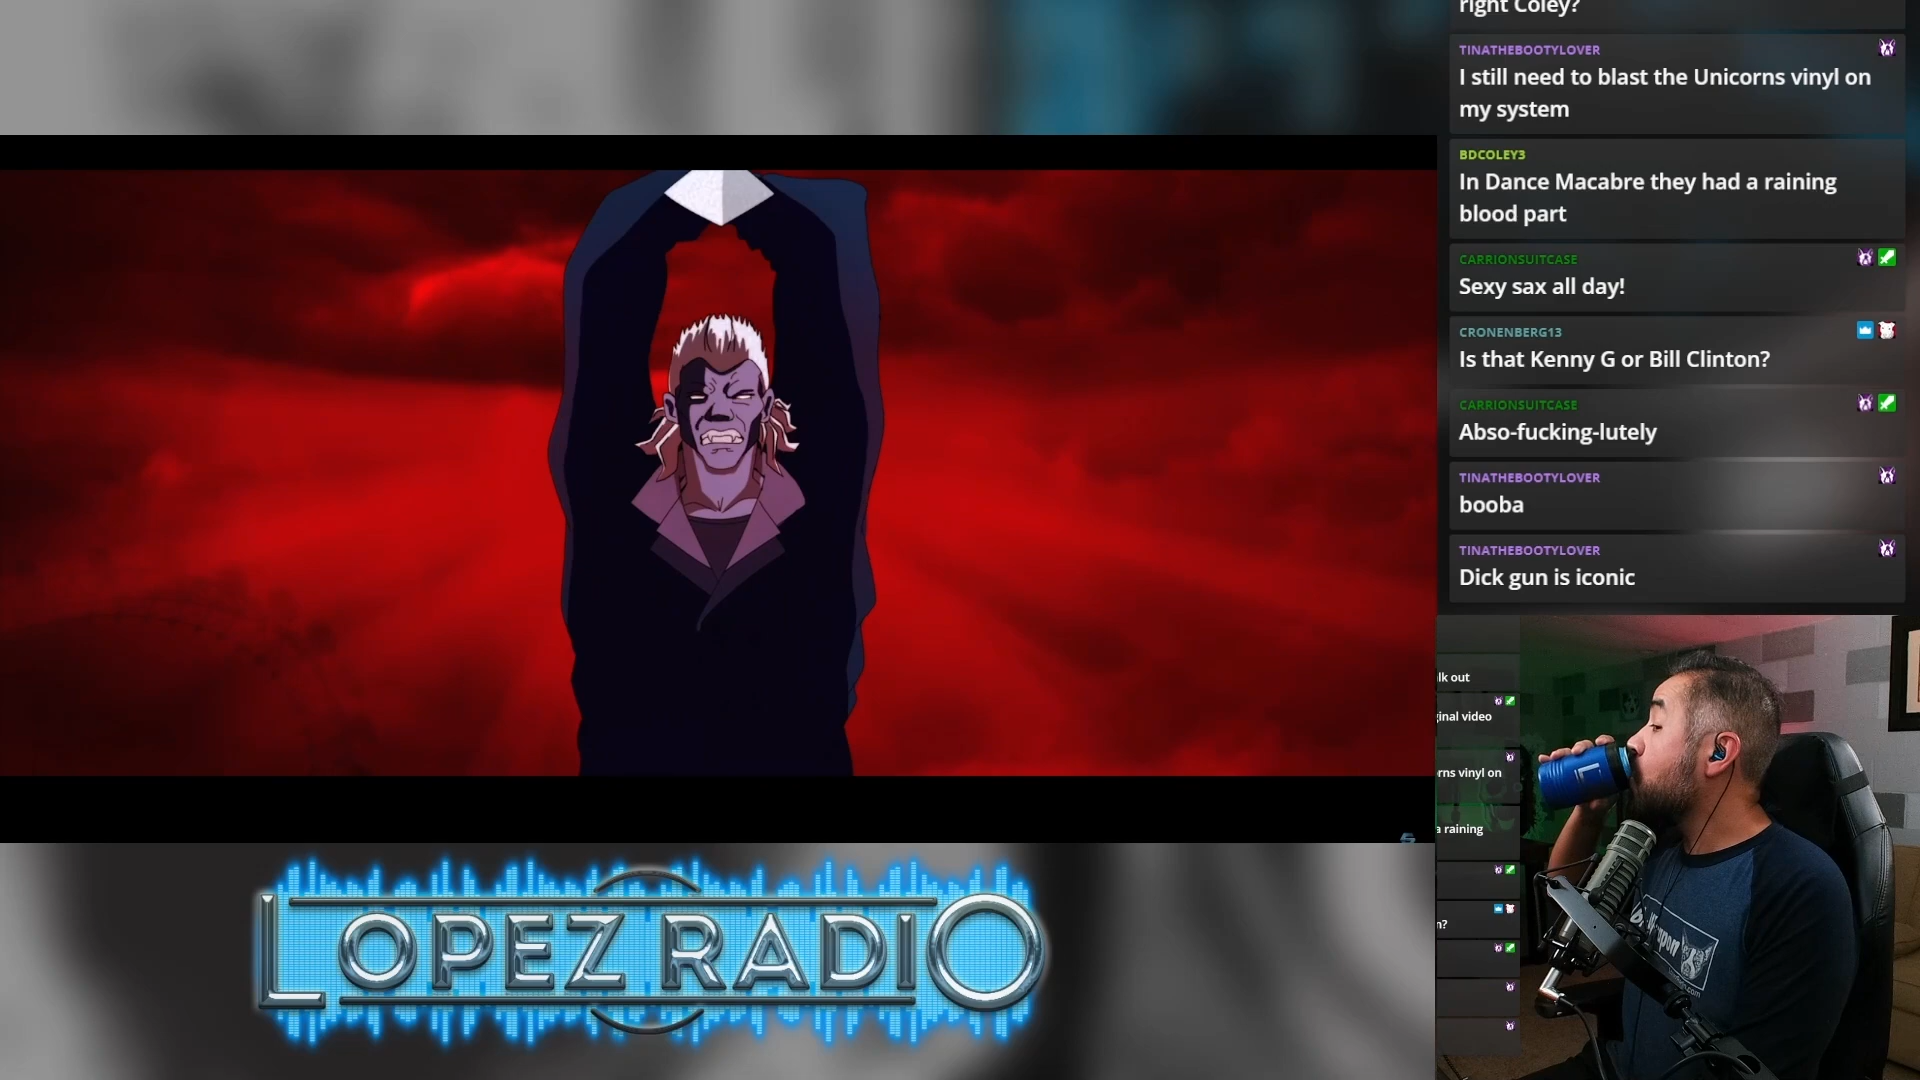 right Coley?
TINATHEBOOTYLOVER
I still need to blast the Unicorns vinyl on
my system
BDCOLEY3
In Dance Macabre they had a raining
blood part
CARRIONSUITCASE
Sexy sax all day!
CRONENBERG13
Is that Kenny G or Bill Clinton?
CARRIONSUITCASE
Abso-fucking-lutely
TINATHEBOOTYLOVER
booba
TINATHEBOOTYLOVER
Dick gun is iconic
lk out
ginal video
rns vinyl on
a raining
n?
L
LOPEZ RADIO